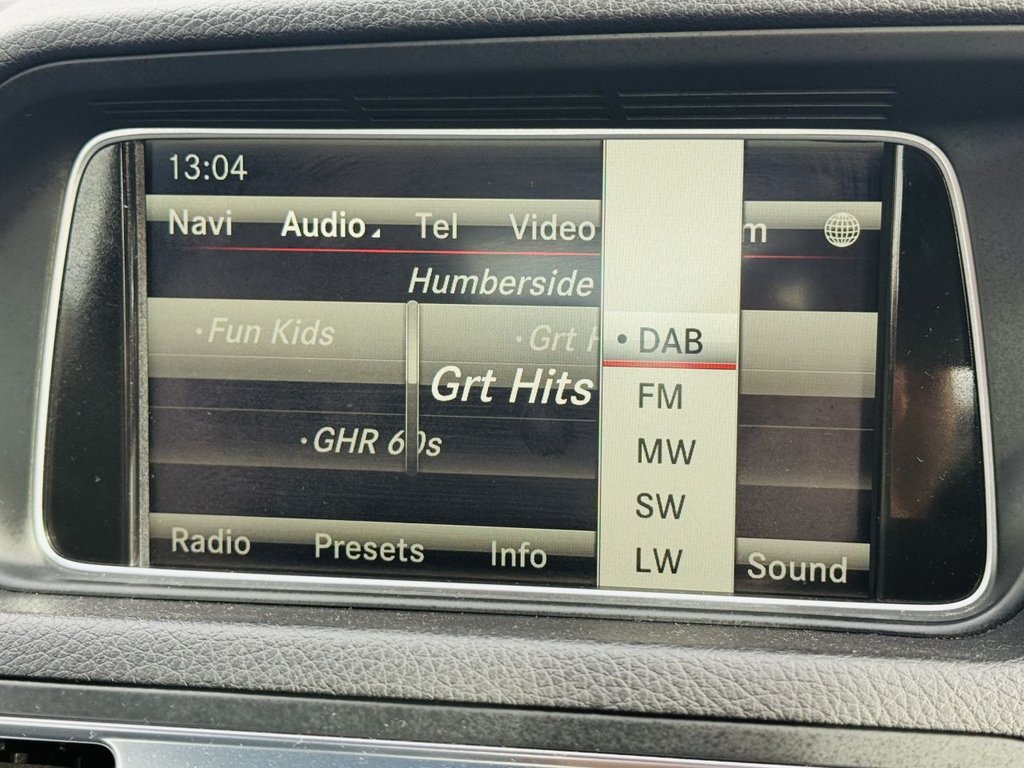 13:04
Navi Audio Tel Video m
Humberside
•Fun Kids •Grt H
Grt Hits
•GHR 60s
• DAB
FM
MW
SW
LW
Radio Presets Info Sound